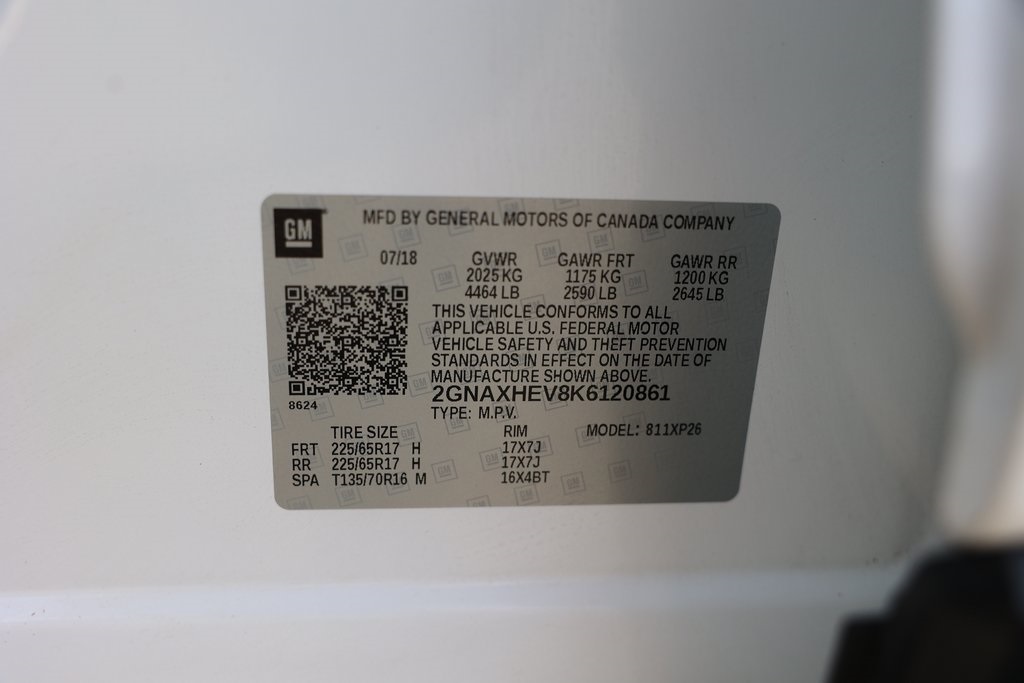 GM
MFD BY GENERAL MOTORS OF CANADA COMPANY
07/18 GVWR GAWR FRT GAWR RR
2025 KG 1175 KG 1200 KG
4464 LB 2590 LB 2645 LB
THIS VEHICLE CONFORMS TO ALL
APPLICABLE U.S. FEDERAL MOTOR
VEHICLE SAFETY AND THEFT PREVENTION
STANDARDS IN EFFECT ON THE DATE OF
MANUFACTURE SHOWN ABOVE.
2GNAXHEV8K6120861
8624
TYPE: M.P.V.
TIRE SIZE RIM MODEL: 811XP26
FRT 225/65R17 H 17X7J
RR 225/65R17 H 17X7J
SPA T135/70R16 M 16X4BT